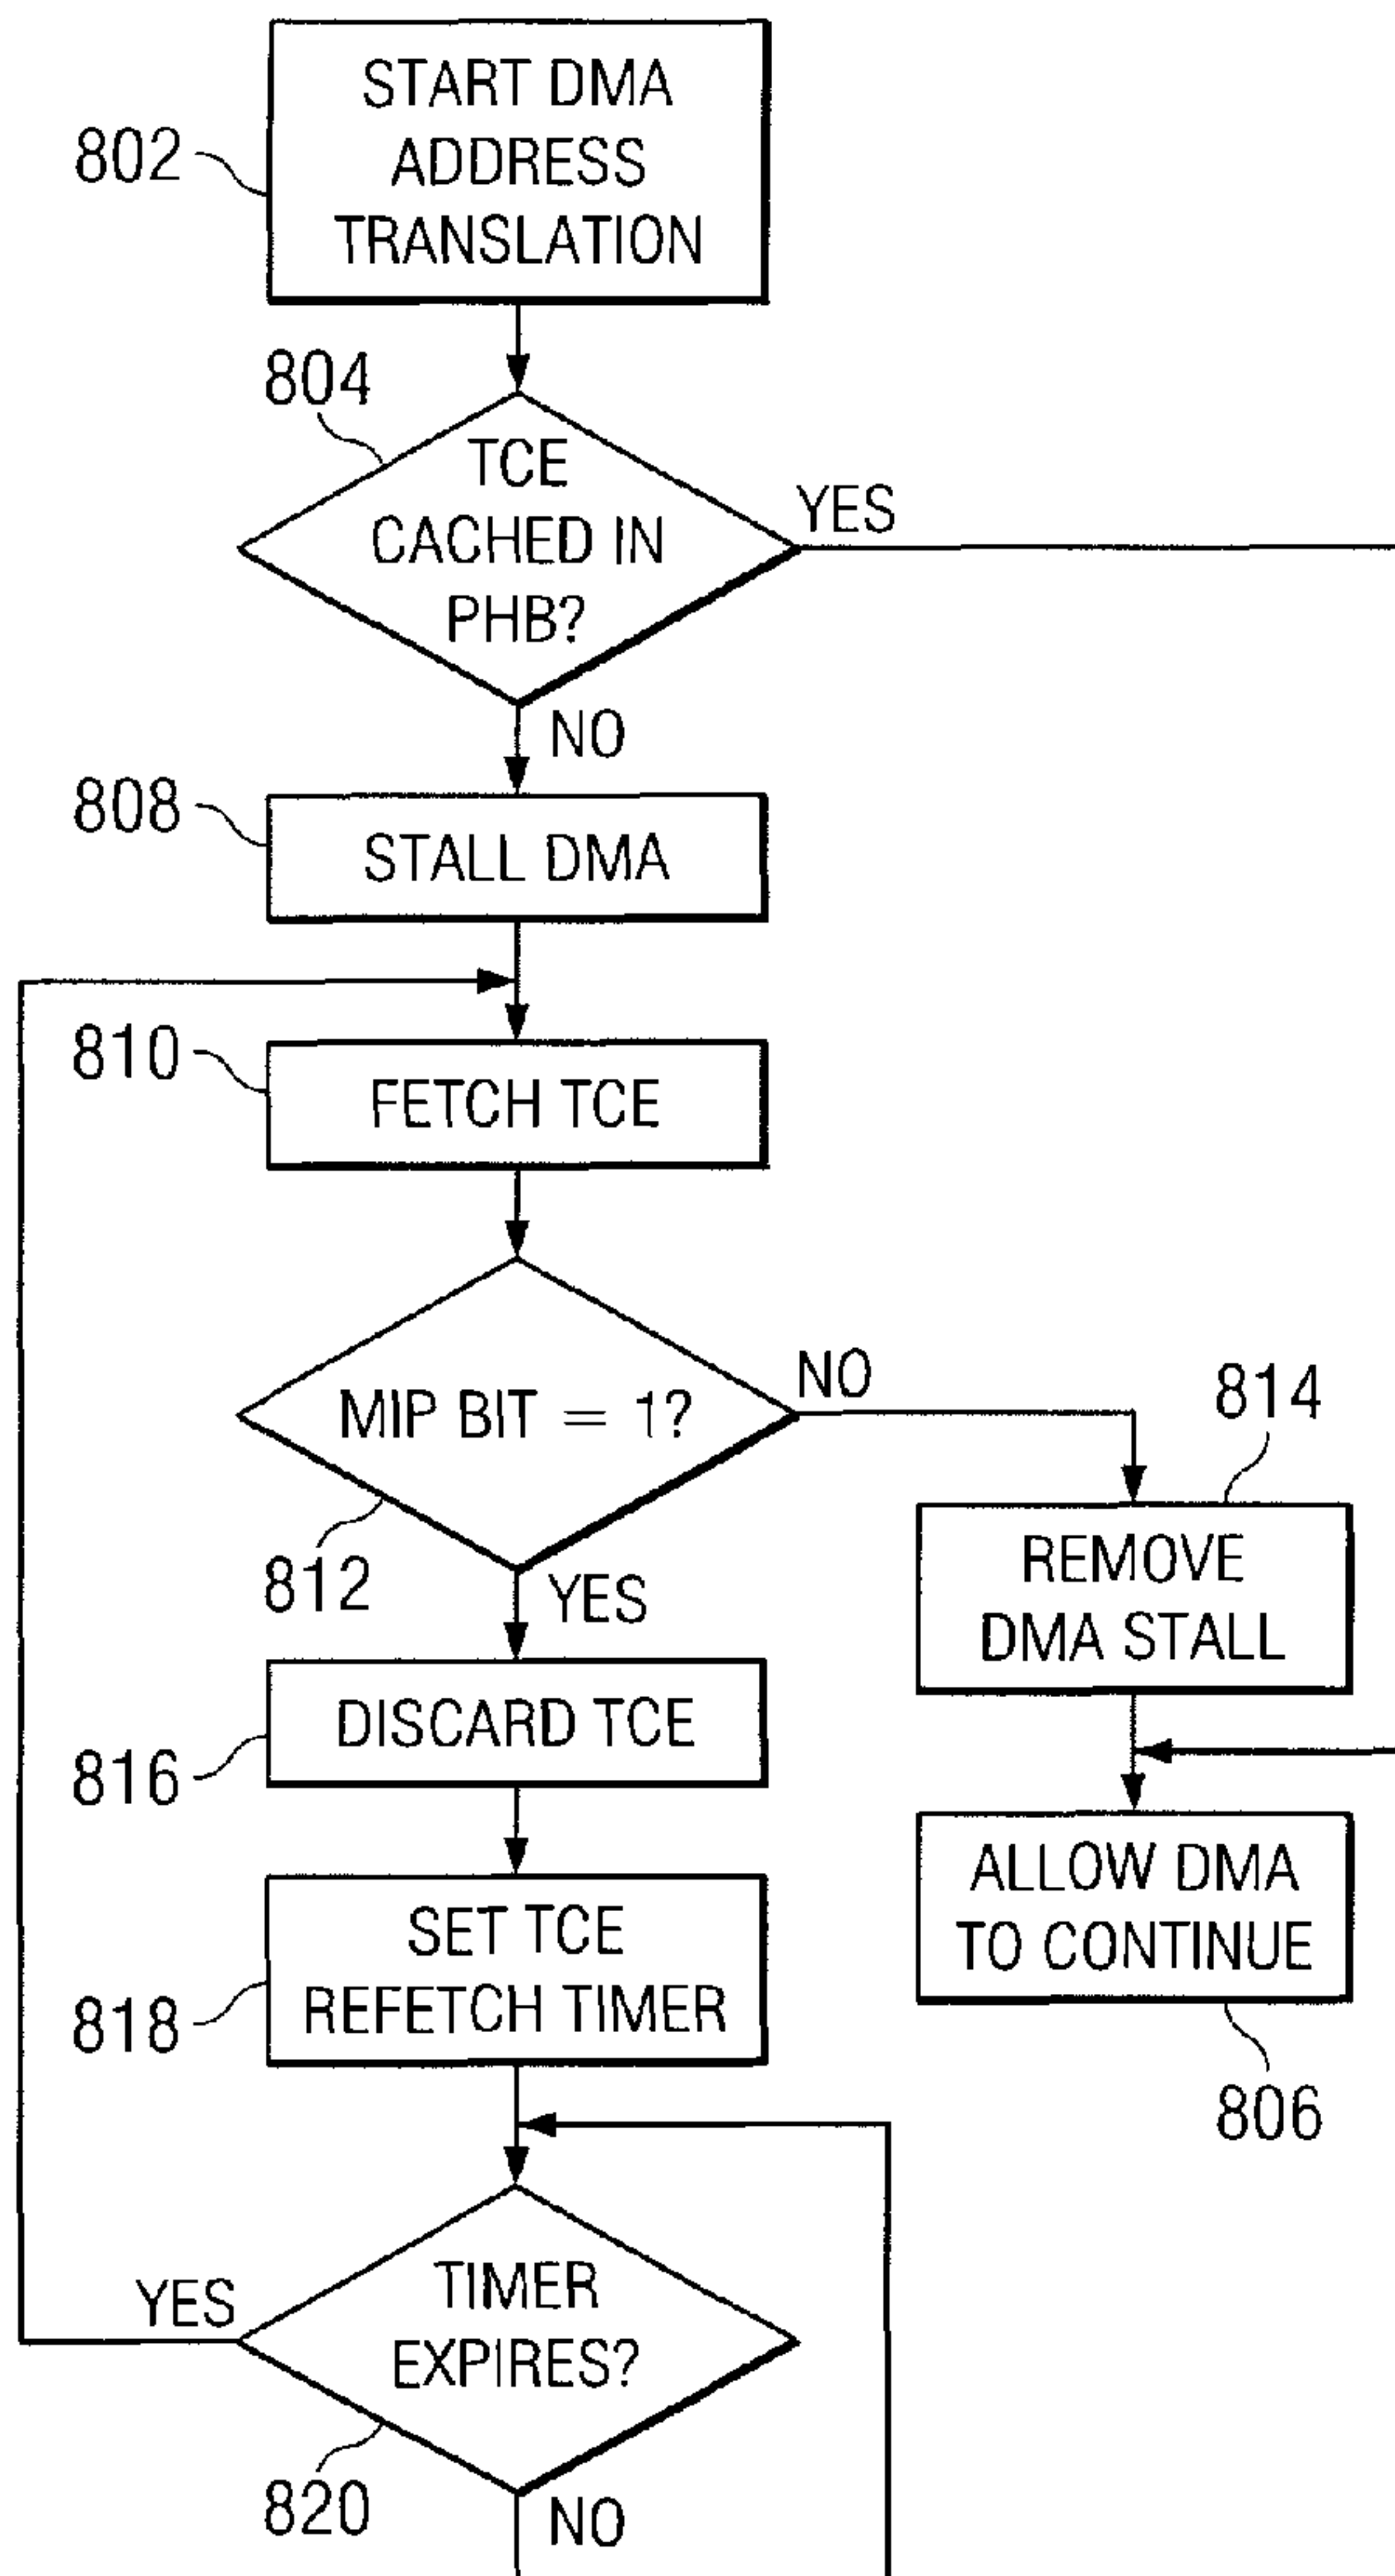 START DMA
ADDRESS
TRANSLATION
802
804
TCE
CACHED IN
PHB?
YES
NO
808
STALL DMA
810
FETCH TCE
MIP BIT = 1?
NO
812
YES
814
REMOVE
DMA STALL
816
DISCARD TCE
ALLOW DMA
TO CONTINUE
806
818
SET TCE
REFETCH TIMER
TIMER
EXPIRES?
YES
820
NO